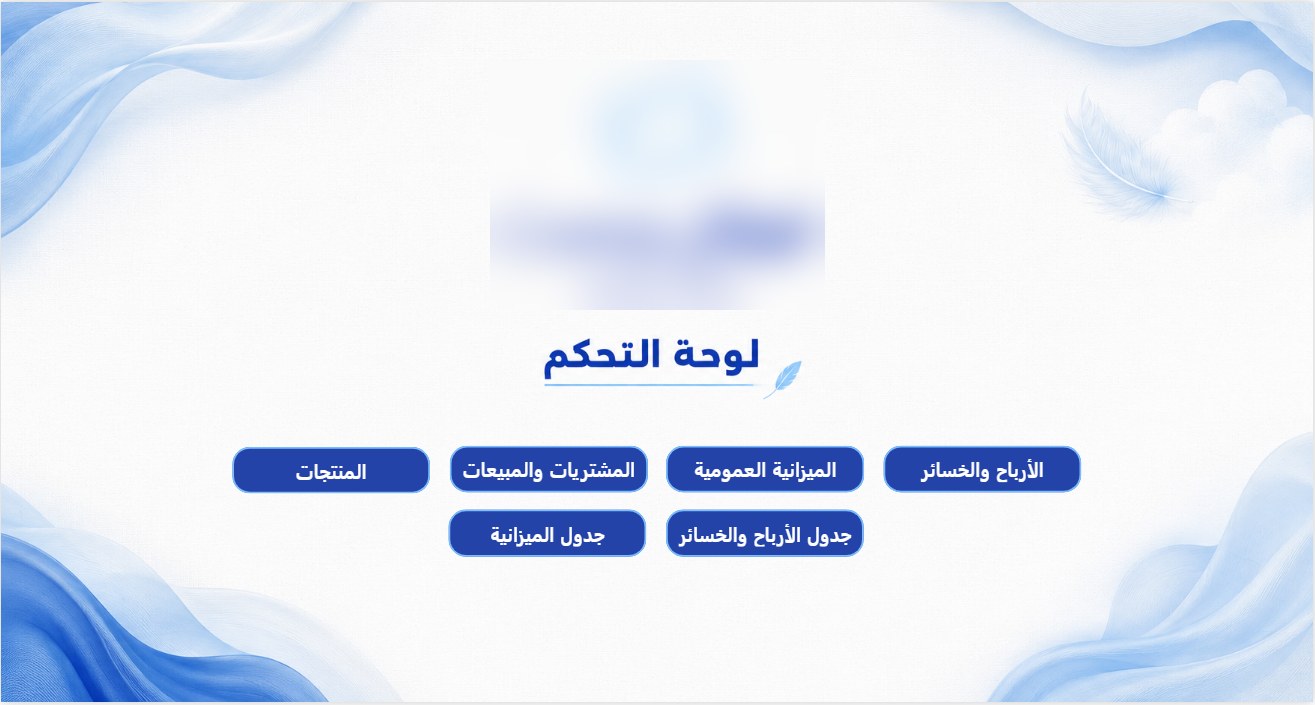 لوحة التحكم
الأرباح والخسائر
الميزانية العمومية
المشتريات والمبيعات
المنتجات
جدول الأرباح والخسائر
جدول الميزانية